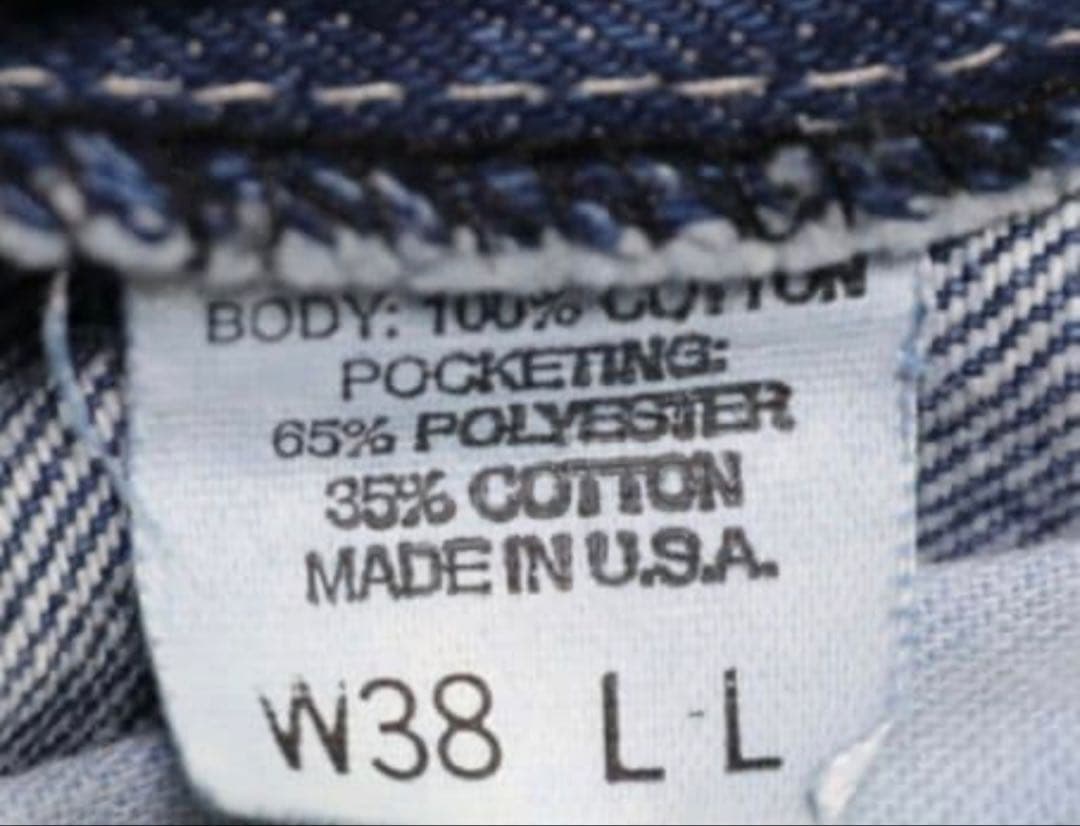 BODY: 100% COTTON
POCKETING:
65% POLYESTER
35% COTTON
MADE IN U.S.A.
W38 L-L